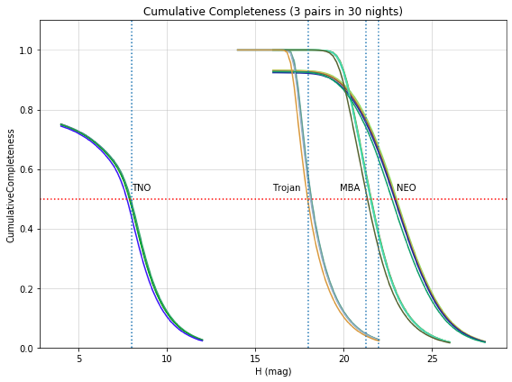 Cumulative Completeness (3 pairs in 30 nights)
CumulativeCompleteness
1.0
0.8
0.6
0.4
0.2
0.0
TNO
Trojan
MBA
NEO
5
10
15
20
25
H (mag)